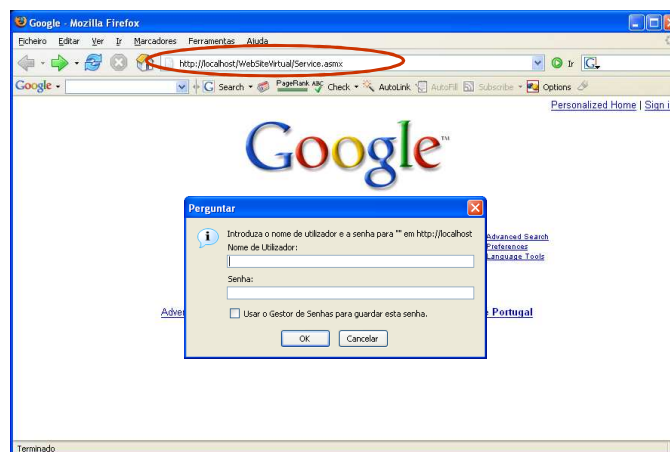 Google - Mozilla Firefox
Ficheiro Editar Ver Ir Marcadores Ferramentas Ajuda
http://localhost/WebSiteVirtual/Service.asmx Ir G
Google Search PageRank ABC Check AutoLink AutoFill Subscribe Options
Personalized Home | Sign i
Google™
Perguntar
Introduza o nome de utilizador e a senha para "" em http://localhost
Nome de Utilizador:
Advanced Search
Preferences
Language Tools
Senha:
Adve
Portugal
Usar o Gestor de Senhas para guardar esta senha.
OK Cancelar
Terminado